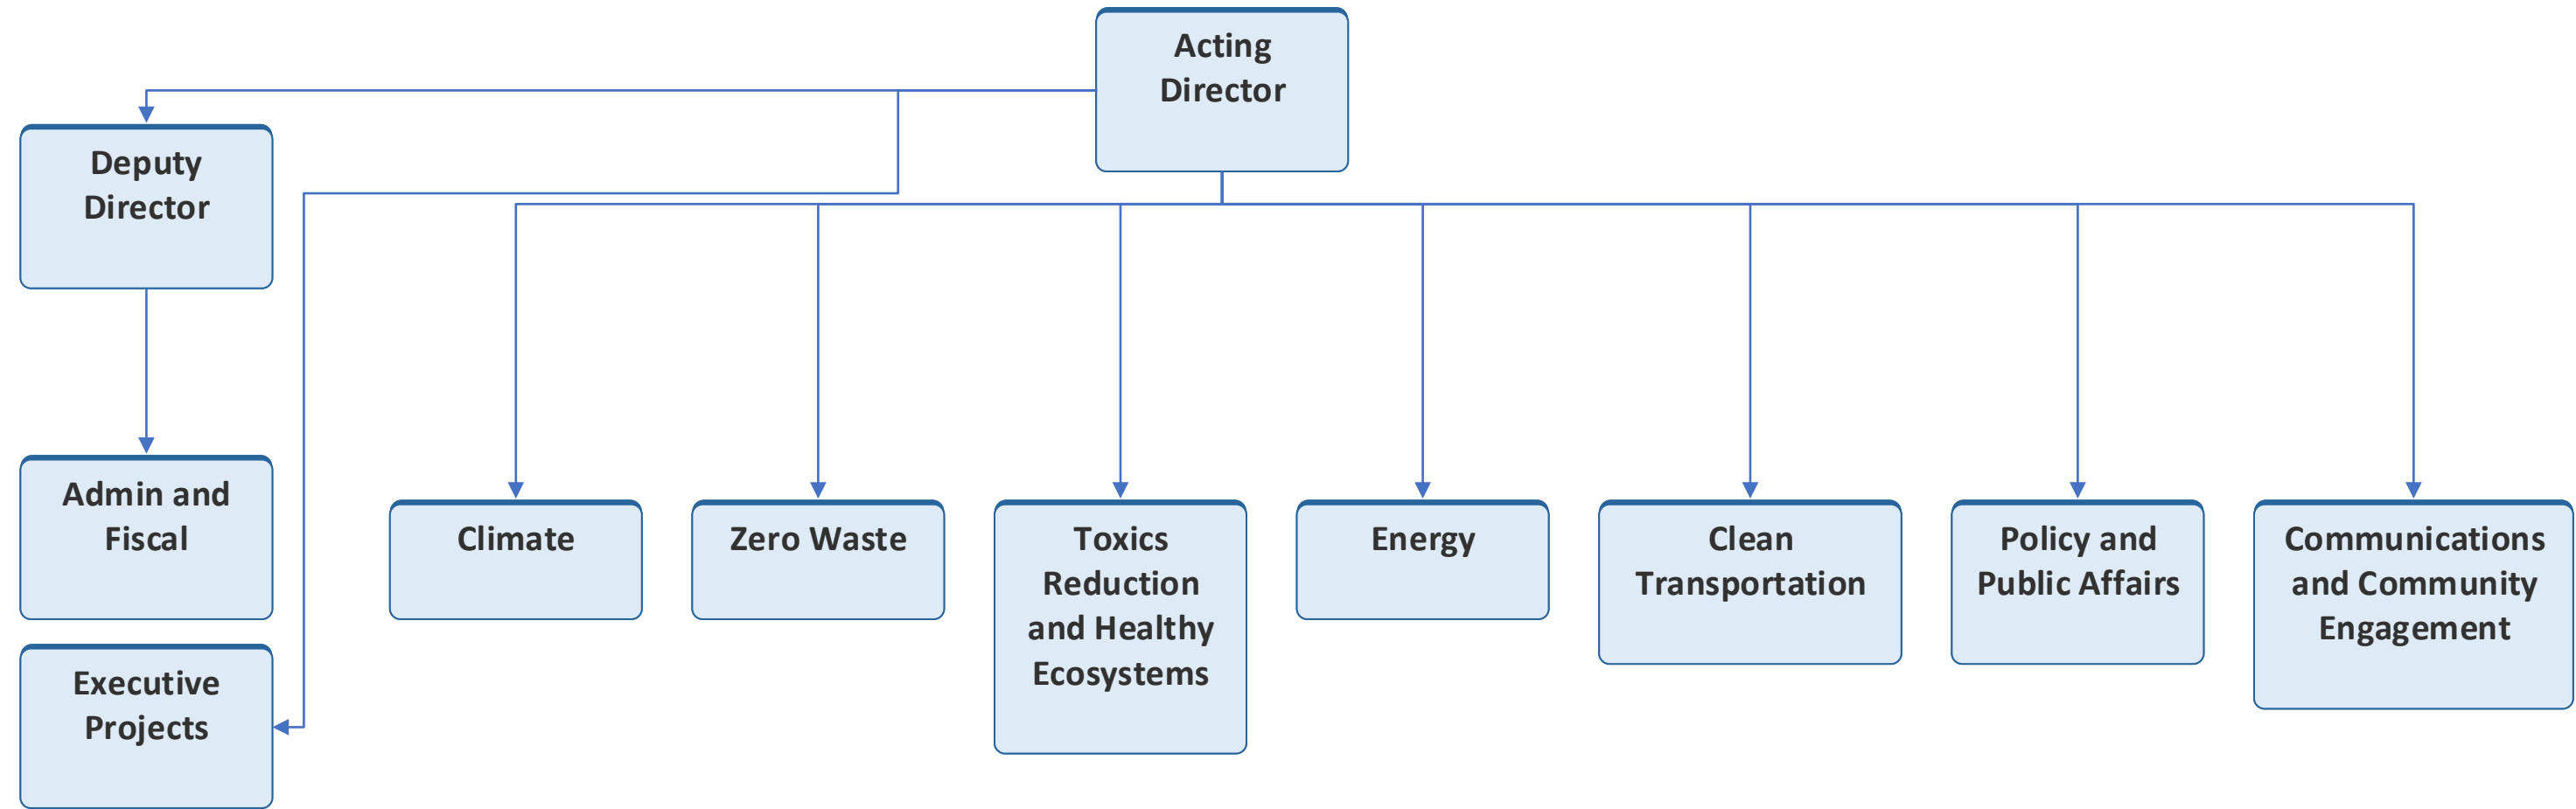 Acting
Director
Deputy
Director
Admin and
Fiscal
Executive
Projects
Climate
Zero Waste
Toxics
Reduction
and Healthy
Ecosystems
Energy
Clean
Transportation
Policy and
Public Affairs
Communications
and Community
Engagement